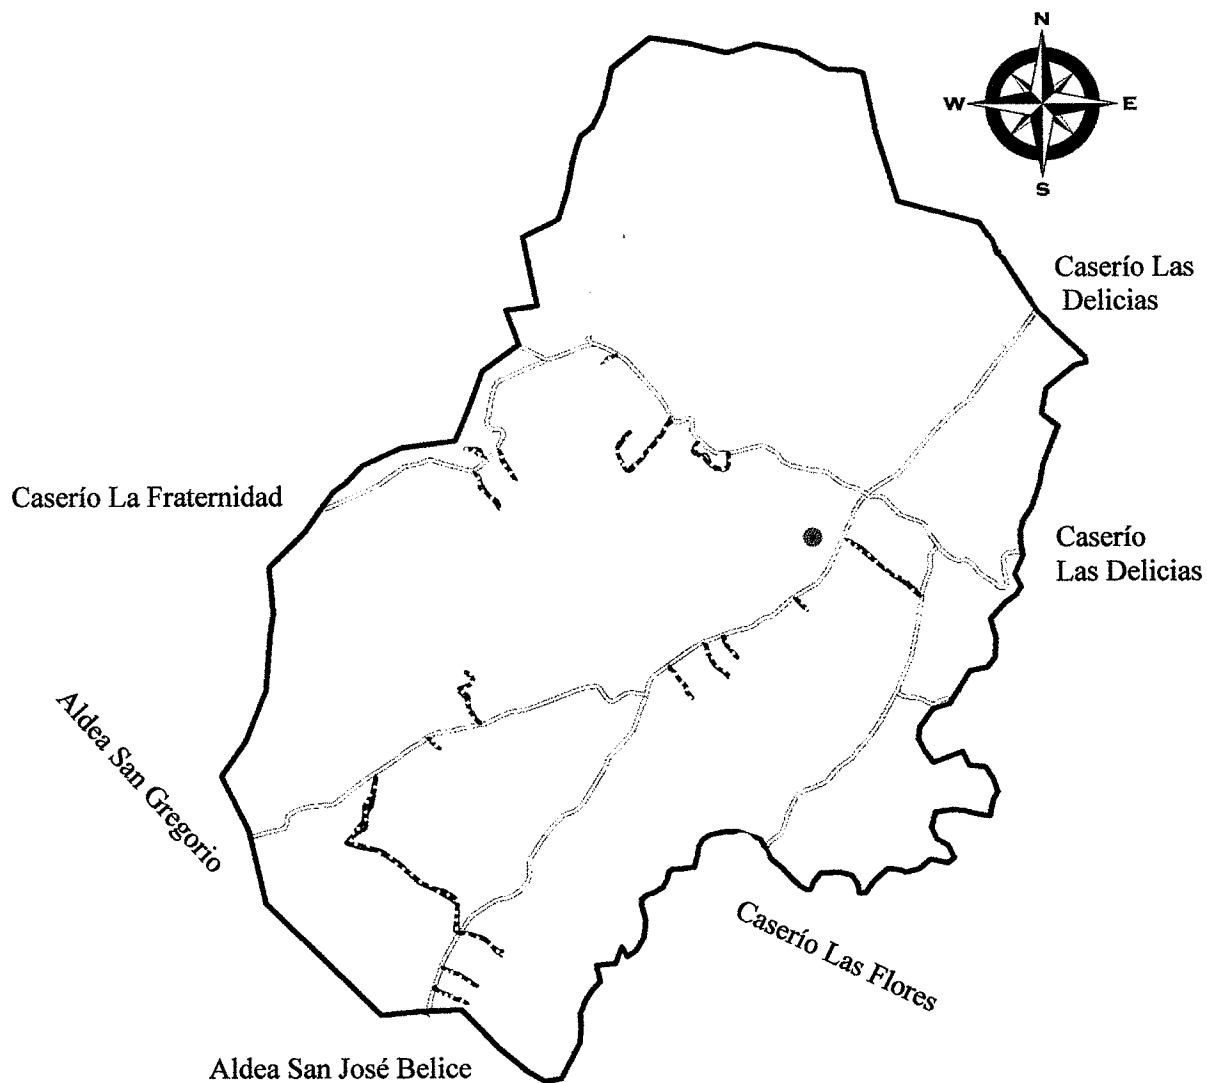 N
W E
S
Caserío Las
Delicias
Caserío La Fraternidad
Caserío
Las Delicias
Aldea San Gregorio
Caserío Las Flores
Aldea San José Belice